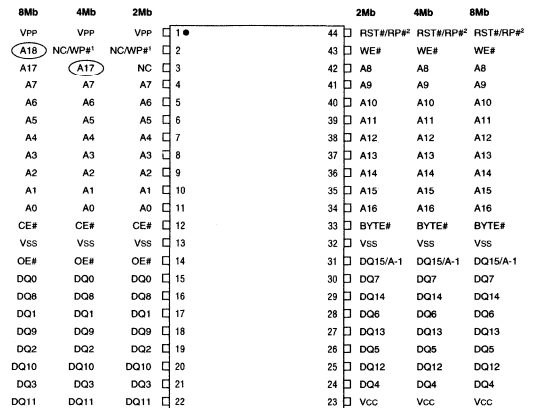 8Mb 4Mb 2Mb 2Mb 4Mb 8Mb
VPP VPP VPP 1 44 RST#/RP#² RST#/RP#² RST#/RP#²
A18 NC/WP#¹ NC/WP#¹ 2 43 WE# WE# WE#
A17 A17 NC 3 42 A8 A8 A8
A7 A7 A7 4 41 A9 A9 A9
A6 A6 A6 5 40 A10 A10 A10
A5 A5 A5 6 39 A11 A11 A11
A4 A4 A4 7 38 A12 A12 A12
A3 A3 A3 8 37 A13 A13 A13
A2 A2 A2 9 36 A14 A14 A14
A1 A1 A1 10 35 A15 A15 A15
A0 A0 A0 11 34 A16 A16 A16
CE# CE# CE# 12 33 BYTE# BYTE# BYTE#
VSS VSS VSS 13 32 VSS VSS VSS
OE# OE# OE# 14 31 DQ15/A-1 DQ15/A-1 DQ15/A-1
DQ0 DQ0 DQ0 15 30 DQ7 DQ7 DQ7
DQ8 DQ8 DQ8 16 29 DQ14 DQ14 DQ14
DQ1 DQ1 DQ1 17 28 DQ6 DQ6 DQ6
DQ9 DQ9 DQ9 18 27 DQ13 DQ13 DQ13
DQ2 DQ2 DQ2 19 26 DQ5 DQ5 DQ5
DQ10 DQ10 DQ10 20 25 DQ12 DQ12 DQ12
DQ3 DQ3 DQ3 21 24 DQ4 DQ4 DQ4
DQ11 DQ11 DQ11 22 23 VCC VCC VCC